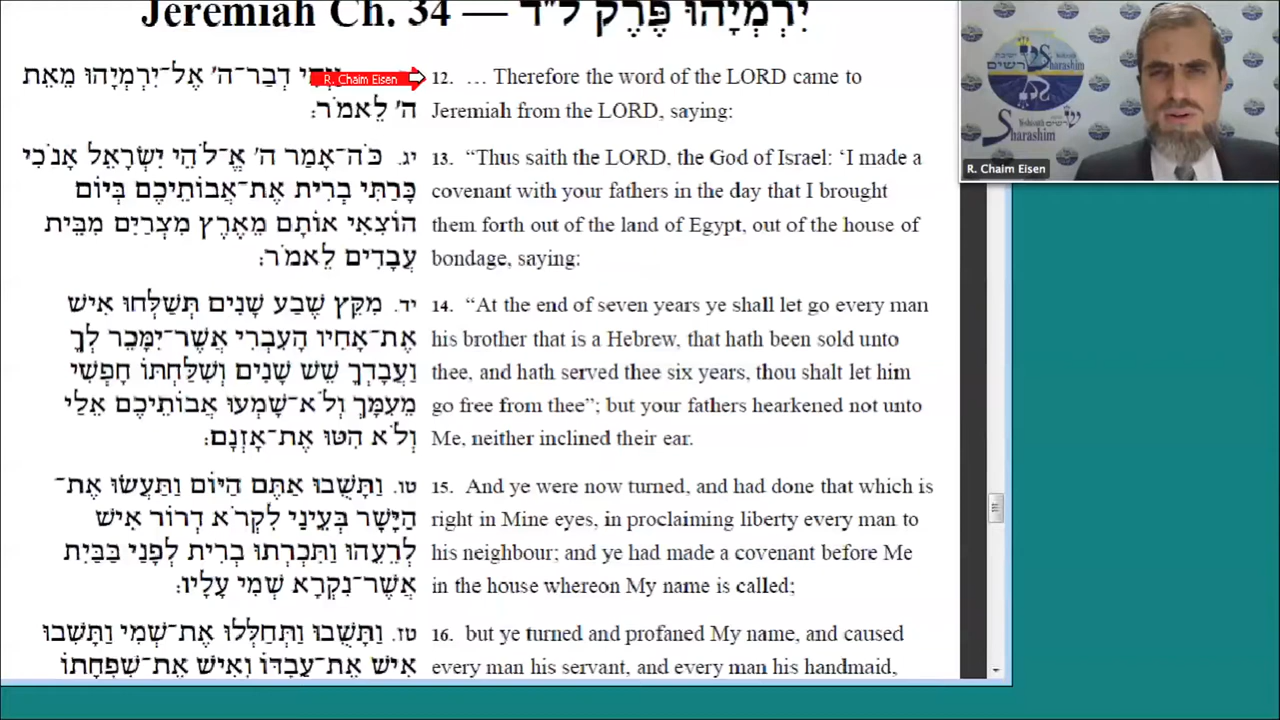 Jeremiah Ch. 34 — יִרְמְיָהוּ פֶּרֶק ל״ד
דְבַר־ה׳ אֶל־יִרְמְיָהוּ מֵאֵת
ה׳ לֵאמֹר:
R. Chaim Eisen
12. … Therefore the word of the LORD came to
Jeremiah from the LORD, saying:
יג. כֹּה־אָמַר ה׳ אֱ־לֹהֵי יִשְׂרָאֵל אָנֹכִי
כָּרַתִּי בְרִית אֶת־אֲבוֹתֵיכֶם בְּיוֹם
הוֹצִאִי אוֹתָם מֵאֶרֶץ מִצְרַיִם מִבֵּית
עֲבָדִים לֵאמֹר:
13. “Thus saith the LORD, the God of Israel: ‘I made a
covenant with your fathers in the day that I brought
them forth out of the land of Egypt, out of the house of
bondage, saying:
יד. מִקֵּץ שֶׁבַע שָׁנִים תְּשַׁלְּחוּ אִישׁ
אֶת־אָחִיו הָעִבְרִי אֲשֶׁר־יִמָּכֵר לְךָ
וַעֲבָדְךָ שֵׁשׁ שָׁנִים וְשִׁלַּחְתּוֹ חָפְשִׁי
מֵעִמָּךְ וְלֹא־שָׁמְעוּ אֲבוֹתֵיכֶם אֵלַי
וְלֹא הִטּוּ אֶת־אָזְנָם:
14. “At the end of seven years ye shall let go every man
his brother that is a Hebrew, that hath been sold unto
thee, and hath served thee six years, thou shalt let him
go free from thee”; but your fathers hearkened not unto
Me, neither inclined their ear.
טו. וַתָּשֻׁבוּ אַתֶּם הַיּוֹם וַתַּעֲשׂוּ אֶת־
הַיָּשָׁר בְּעֵינַי לִקְרֹא דְרוֹר אִישׁ
לְרֵעֵהוּ וַתִּכְרְתוּ בְרִית לְפָנַי בַּבַּיִת
אֲשֶׁר־נִקְרָא שְׁמִי עָלָיו:
15. And ye were now turned, and had done that which is
right in Mine eyes, in proclaiming liberty every man to
his neighbour; and ye had made a covenant before Me
in the house whereon My name is called;
טז. וַתָּשֻׁבוּ וַתְּחַלְּלוּ אֶת־שְׁמִי וַתָּשִׁבוּ
אִישׁ אֶת־עַבְדּוֹ וְאִישׁ אֶת־שִׁפְחָתוֹ
16. but ye turned and profaned My name, and caused
every man his servant, and every man his handmaid,
Yeshivath
Sharashim
R. Chaim Eisen